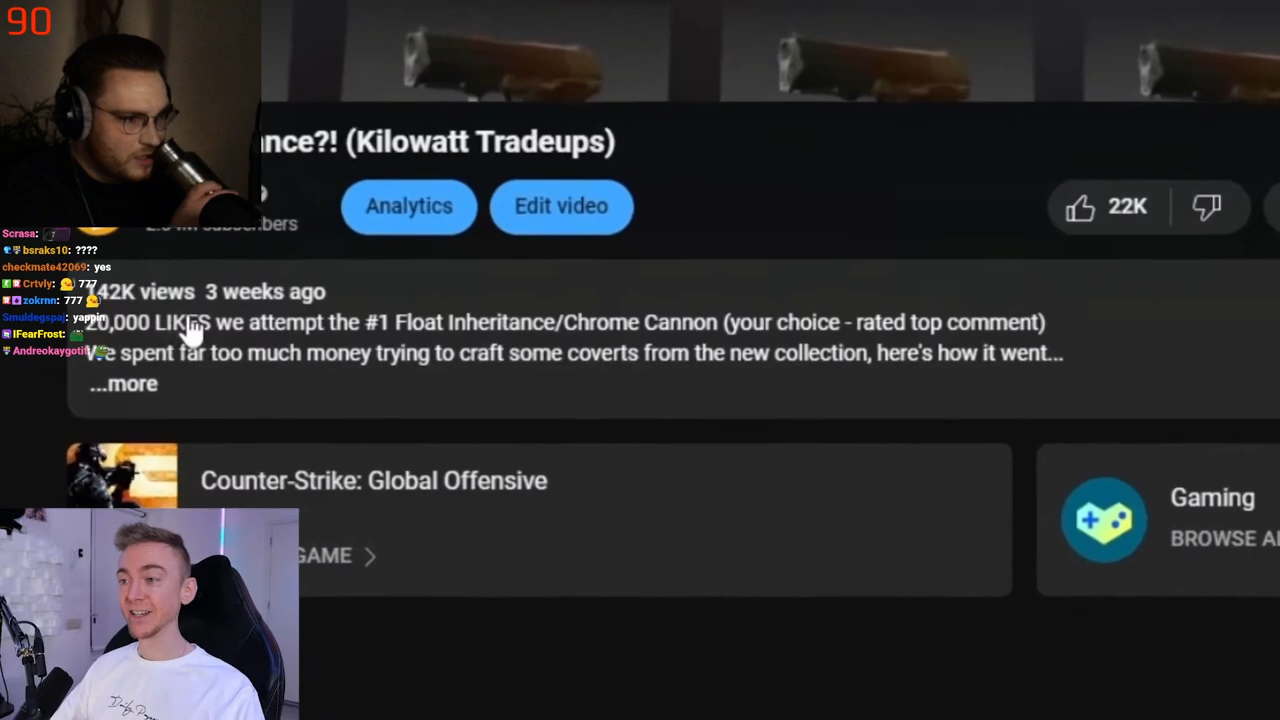 90
nce?! (Kilowatt Tradeups)
Analytics
Edit video
22K
Scrasa:
bsraks10: ????
checkmate42069: yes
Crtvly: 777
zokrnn: 777
Smuldegspaj: yappin
IFearFrost:
Andreokaygotit
142K views 3 weeks ago
20,000 LIKES we attempt the #1 Float Inheritance/Chrome Cannon (your choice - rated top comment)
We spent far too much money trying to craft some coverts from the new collection, here's how it went...
...more
Counter-Strike: Global Offensive
GAME
Gaming
BROWSE A